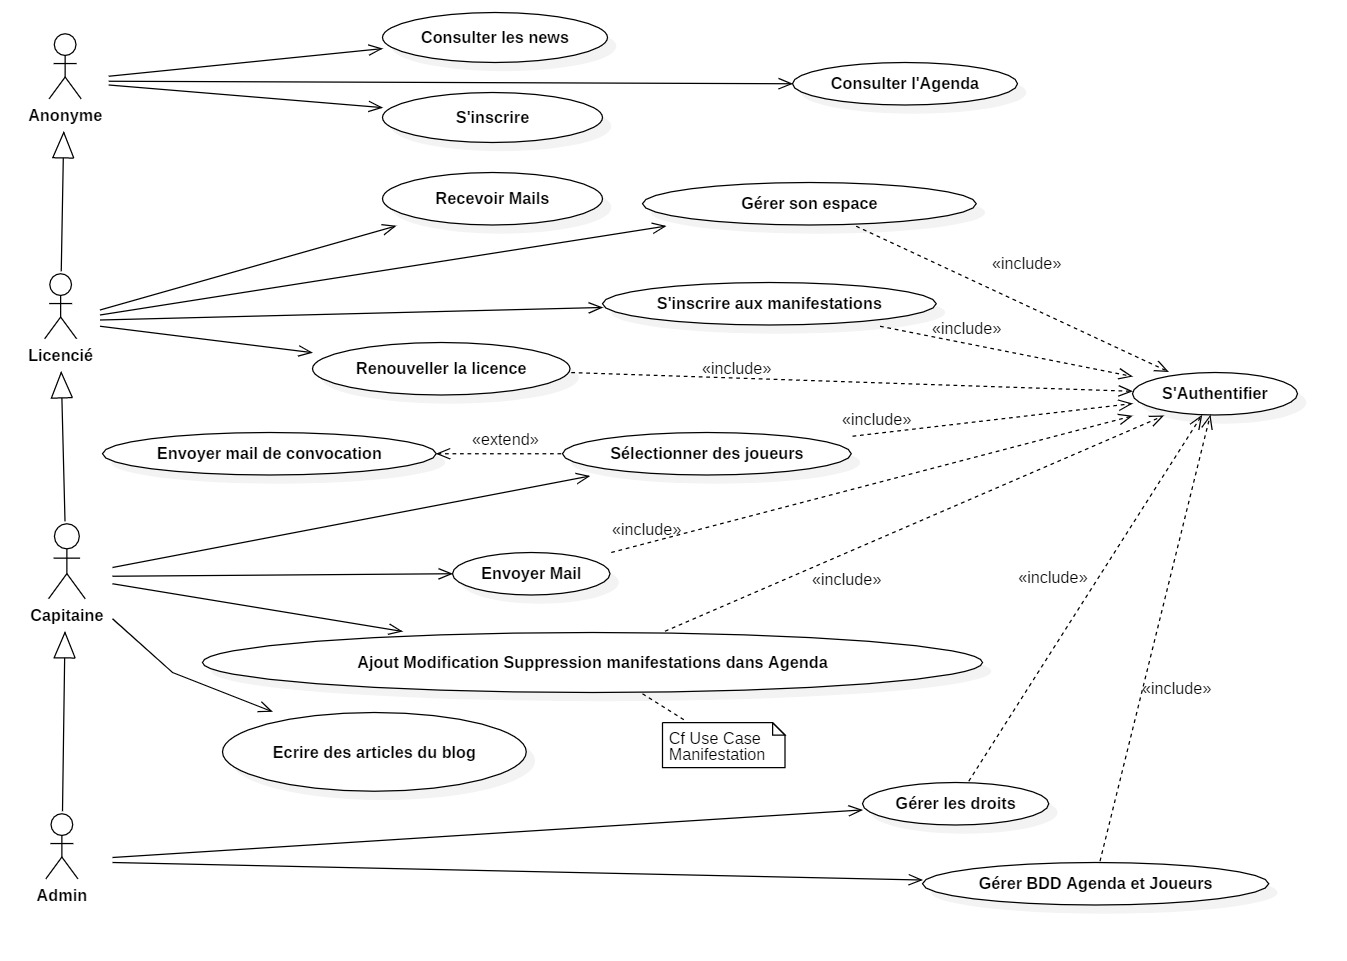 Consulter les news
Consulter l'Agenda
Anonyme
S'inscrire
Recevoir Mails
Gérer son espace
«include»
S'inscrire aux manifestations
«include»
Licencié
Renouveller la licence
«include»
S'Authentifier
«include»
«extend»
Envoyer mail de convocation
Sélectionner des joueurs
«include»
Envoyer Mail
«include»
«include»
Capitaine
Ajout Modification Suppression manifestations dans Agenda
«include»
Cf Use Case
Manifestation
Ecrire des articles du blog
Gérer les droits
Gérer BDD Agenda et Joueurs
Admin